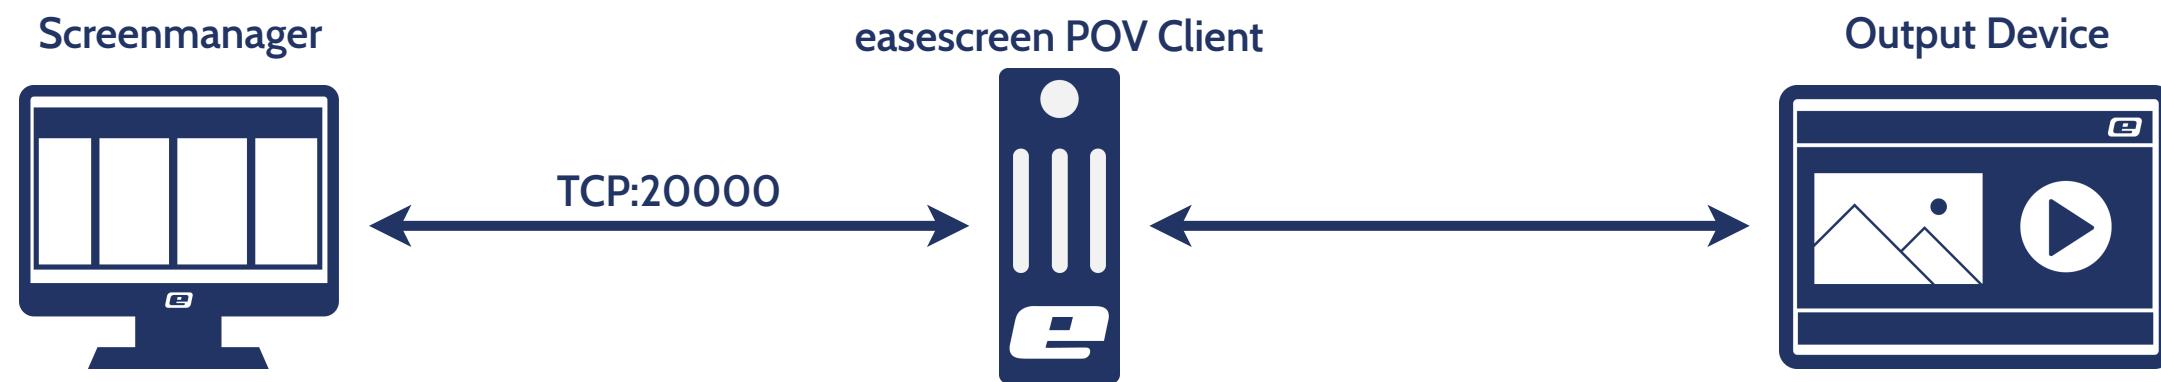 Screenmanager
easescreen POV Client
Output Device
TCP:20000
e
e
e